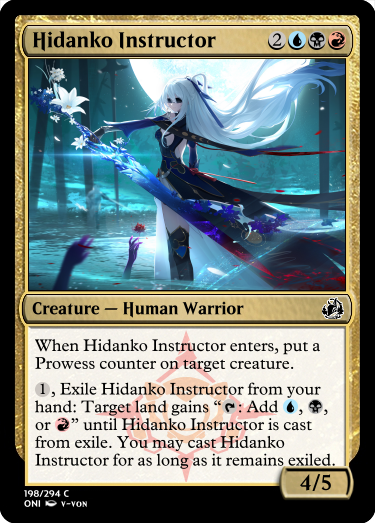 Hidanko Instructor 2
Creature — Human Warrior
When Hidanko Instructor enters, put a
Prowess counter on target creature.
1, Exile Hidanko Instructor from your
hand: Target land gains “: Add , ,
or ” until Hidanko Instructor is cast
from exile. You may cast Hidanko
Instructor for as long as it remains exiled.
4/5
198/294 C
ONI V-VON